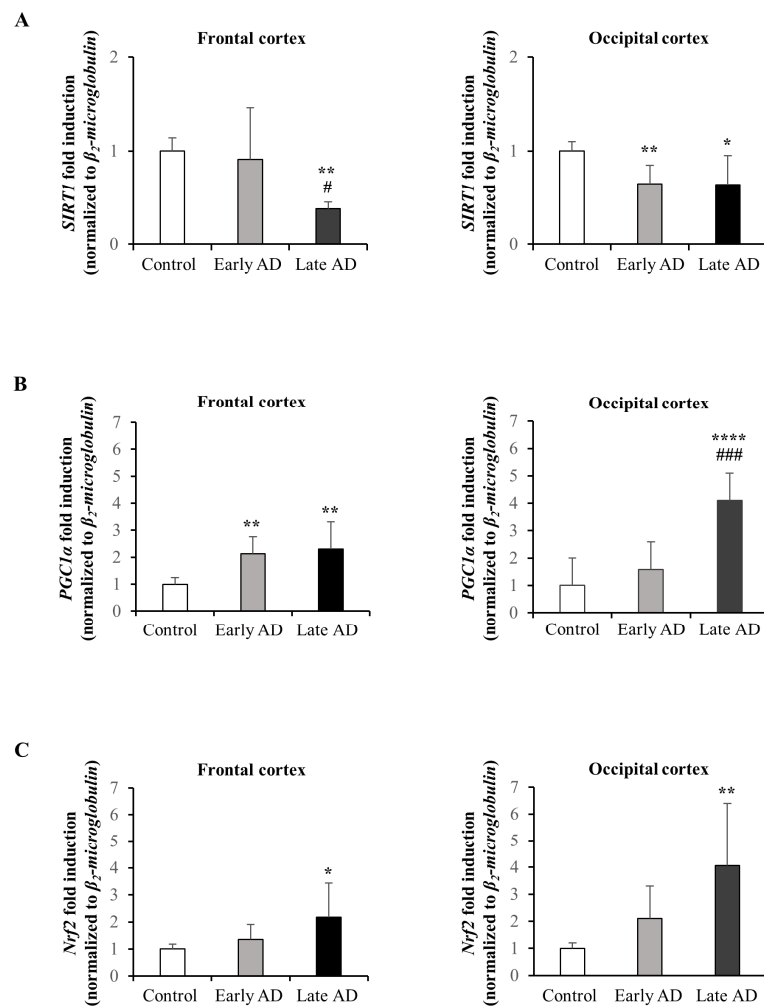 A
Frontal cortex
SIRT1 fold induction
(normalized to β2-microglobulin)
2
1
0
**
#
Control Early AD Late AD
Occipital cortex
SIRT1 fold induction
(normalized to β2-microglobulin)
2
1
0
**
*
Control Early AD Late AD
B
Frontal cortex
PGC1α fold induction
(normalized to β2-microglobulin)
7
6
5
4
3
2
1
0
**
**
Control Early AD Late AD
Occipital cortex
PGC1α fold induction
(normalized to β2-microglobulin)
7
6
5
4
3
2
1
0
****
###
Control Early AD Late AD
C
Frontal cortex
Nrf2 fold induction
(normalized to β2-microglobulin)
7
6
5
4
3
2
1
0
*
Control Early AD Late AD
Occipital cortex
Nrf2 fold induction
(normalized to β2-microglobulin)
7
6
5
4
3
2
1
0
**
Control Early AD Late AD